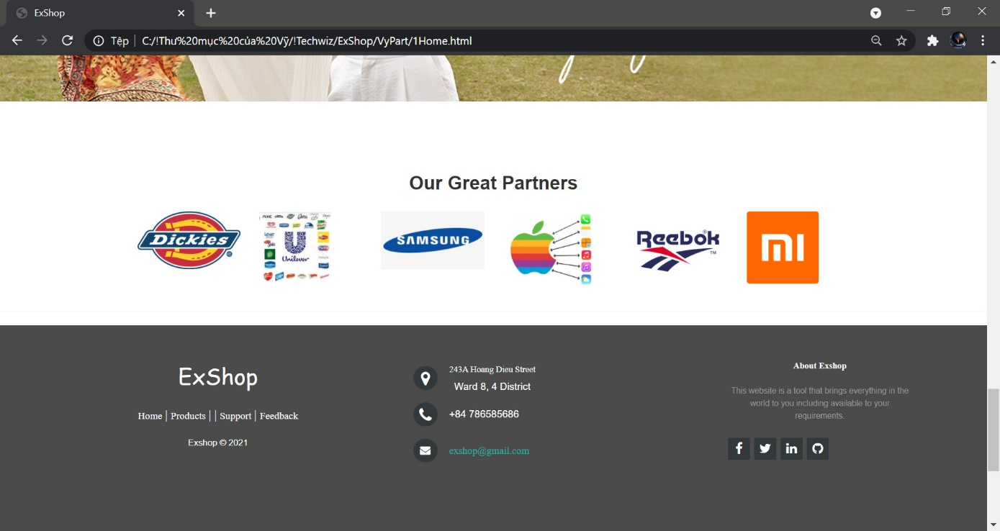 ExShop
Tệp | C:/!Thư%20mục%20của%20Vỹ/!Techwiz/ExShop/VyPart/1Home.html
Our Great Partners
Dickies
Unilever
SAMSUNG
Reebok
TM
mi
ExShop
Home | Products | | Support | Feedback
Exshop © 2021
243A Hoang Dieu Street
Ward 8, 4 District
+84 786585686
exshop@gmail.com
About Exshop
This website is a tool that brings everything in the
world to you including available to your
requirements.